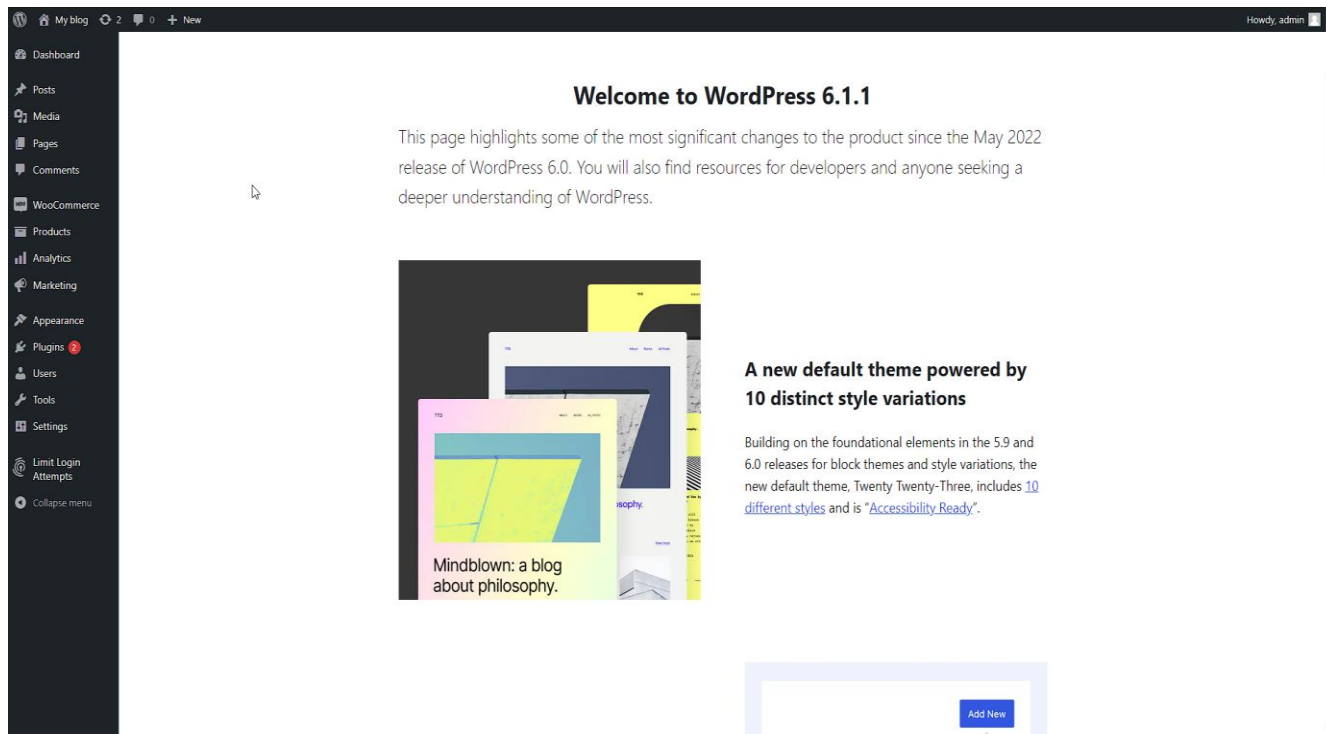 My blog 2 0 + New Howdy, admin
Dashboard
Posts
Media
Pages
Comments
WooCommerce
Products
Analytics
Marketing
Appearance
Plugins 2
Users
Tools
Settings
Limit Login
Attempts
Collapse menu
Welcome to WordPress 6.1.1
This page highlights some of the most significant changes to the product since the May 2022
release of WordPress 6.0. You will also find resources for developers and anyone seeking a
deeper understanding of WordPress.
Mindblown: a blog
about philosophy.
A new default theme powered by
10 distinct style variations
Building on the foundational elements in the 5.9 and
6.0 releases for block themes and style variations, the
new default theme, Twenty Twenty-Three, includes 10
different styles and is “Accessibility Ready”.
Add New